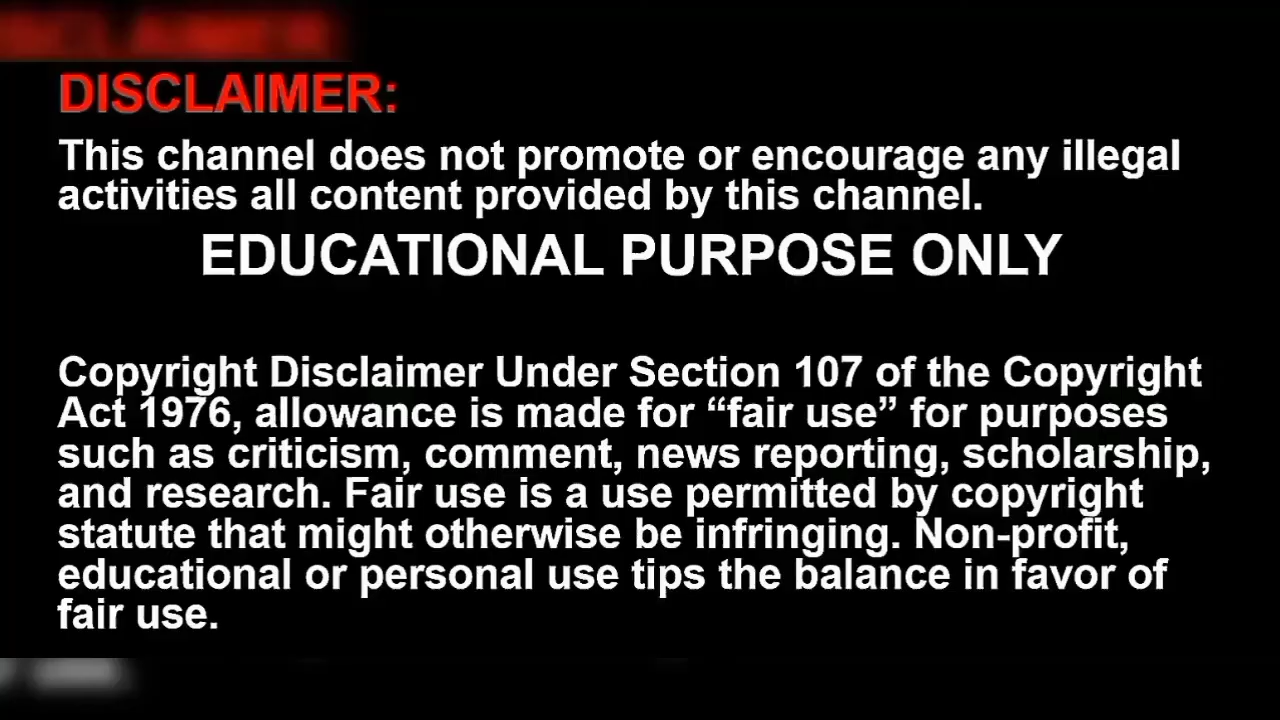 DISCLAIMER:
This channel does not promote or encourage any illegal
activities all content provided by this channel.
EDUCATIONAL PURPOSE ONLY
Copyright Disclaimer Under Section 107 of the Copyright
Act 1976, allowance is made for “fair use” for purposes
such as criticism, comment, news reporting, scholarship,
and research. Fair use is a use permitted by copyright
statute that might otherwise be infringing. Non-profit,
educational or personal use tips the balance in favor of
fair use.